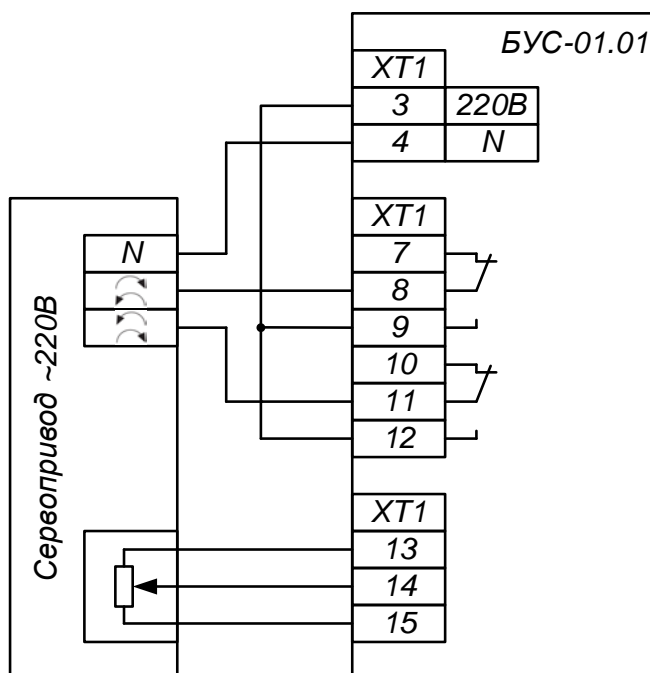 БУС-01.01
XT1
3 220В
4 N
XT1
N 7
8
9
10
11
12
Сервопривод ~220В
XT1
13
14
15